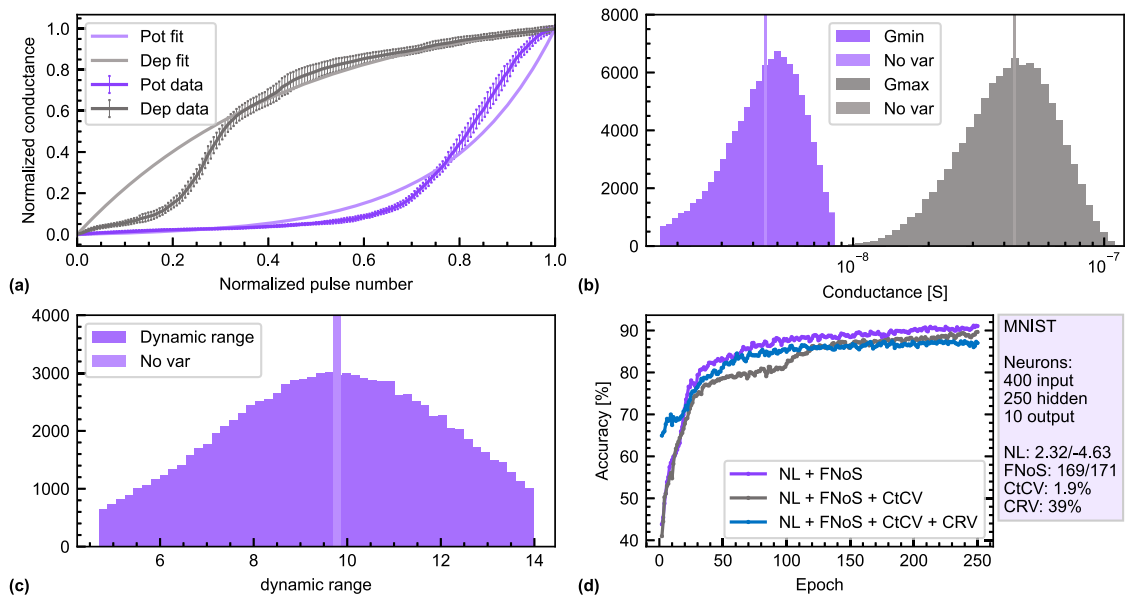 1.0
0.8
0.6
0.4
0.2
0.0
Normalized conductance
Pot fit
Dep fit
Pot data
Dep data
0.0 0.2 0.4 0.6 0.8 1.0
Normalized pulse number
(a)
8000
6000
4000
2000
0
Gmin
No var
Gmax
No var
10⁻⁸ 10⁻⁷
Conductance [S]
(b)
4000
3000
2000
1000
0
Dynamic range
No var
6 8 10 12 14
dynamic range
(c)
90
80
70
60
50
40
Accuracy [%]
NL + FNoS
NL + FNoS + CtCV
NL + FNoS + CtCV + CRV
0 50 100 150 200 250
Epoch
(d)
MNIST
Neurons:
400 input
250 hidden
10 output
NL: 2.32/-4.63
FNoS: 169/171
CtCV: 1.9%
CRV: 39%